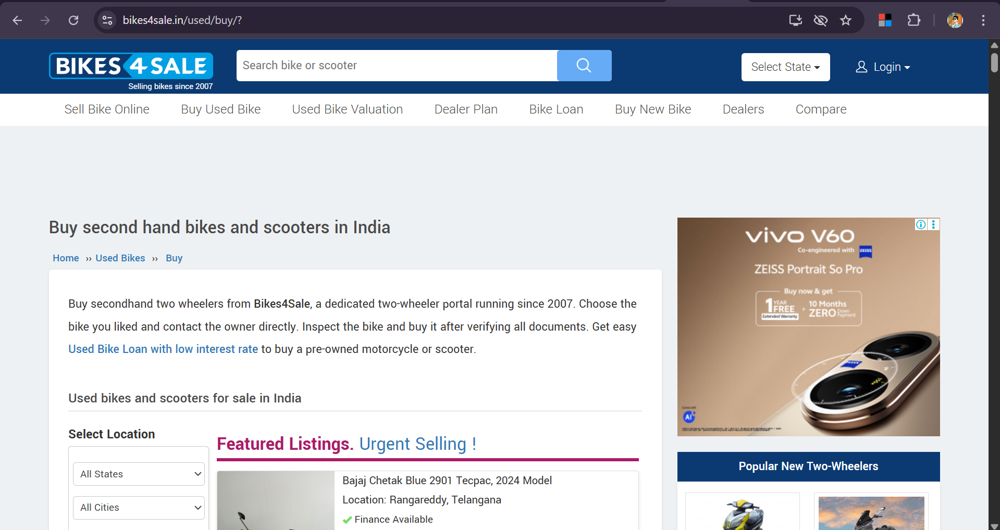 bikes4sale.in/used/buy/?
BIKES 4 SALE
Selling bikes since 2007
Search bike or scooter
Select State
Login
Sell Bike Online
Buy Used Bike
Used Bike Valuation
Dealer Plan
Bike Loan
Buy New Bike
Dealers
Compare
Buy second hand bikes and scooters in India
Home ›› Used Bikes ›› Buy
Buy secondhand two wheelers from Bikes4Sale, a dedicated two-wheeler portal running since 2007. Choose the
bike you liked and contact the owner directly. Inspect the bike and buy it after verifying all documents. Get easy
Used Bike Loan with low interest rate to buy a pre-owned motorcycle or scooter.
Used bikes and scooters for sale in India
Select Location
All States
All Cities
Featured Listings. Urgent Selling !
Bajaj Chetak Blue 2901 Tecpac, 2024 Model
Location: Rangareddy, Telangana
Finance Available
vivo V60
Co-engineered with ZEISS
ZEISS Portrait So Pro
Buy now & get
1 YEAR FREE Extended Warranty + 10 Months ZERO Down Payment
ZEISS
AI
Popular New Two-Wheelers